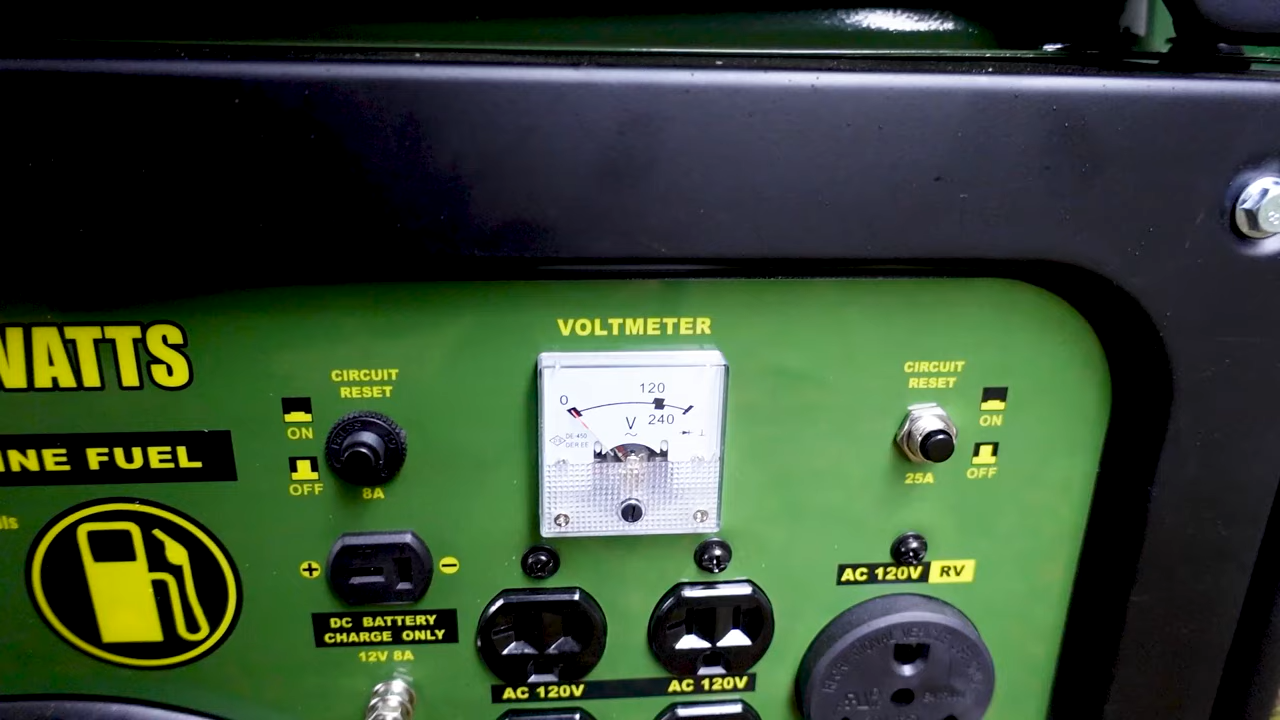 WATTS
INE FUEL
CIRCUIT
RESET
ON
OFF
8A
DC BATTERY
CHARGE ONLY
12V 8A
VOLTMETER
0
120
240
V
AC 120V
AC 120V
CIRCUIT
RESET
ON
OFF
25A
AC 120V RV